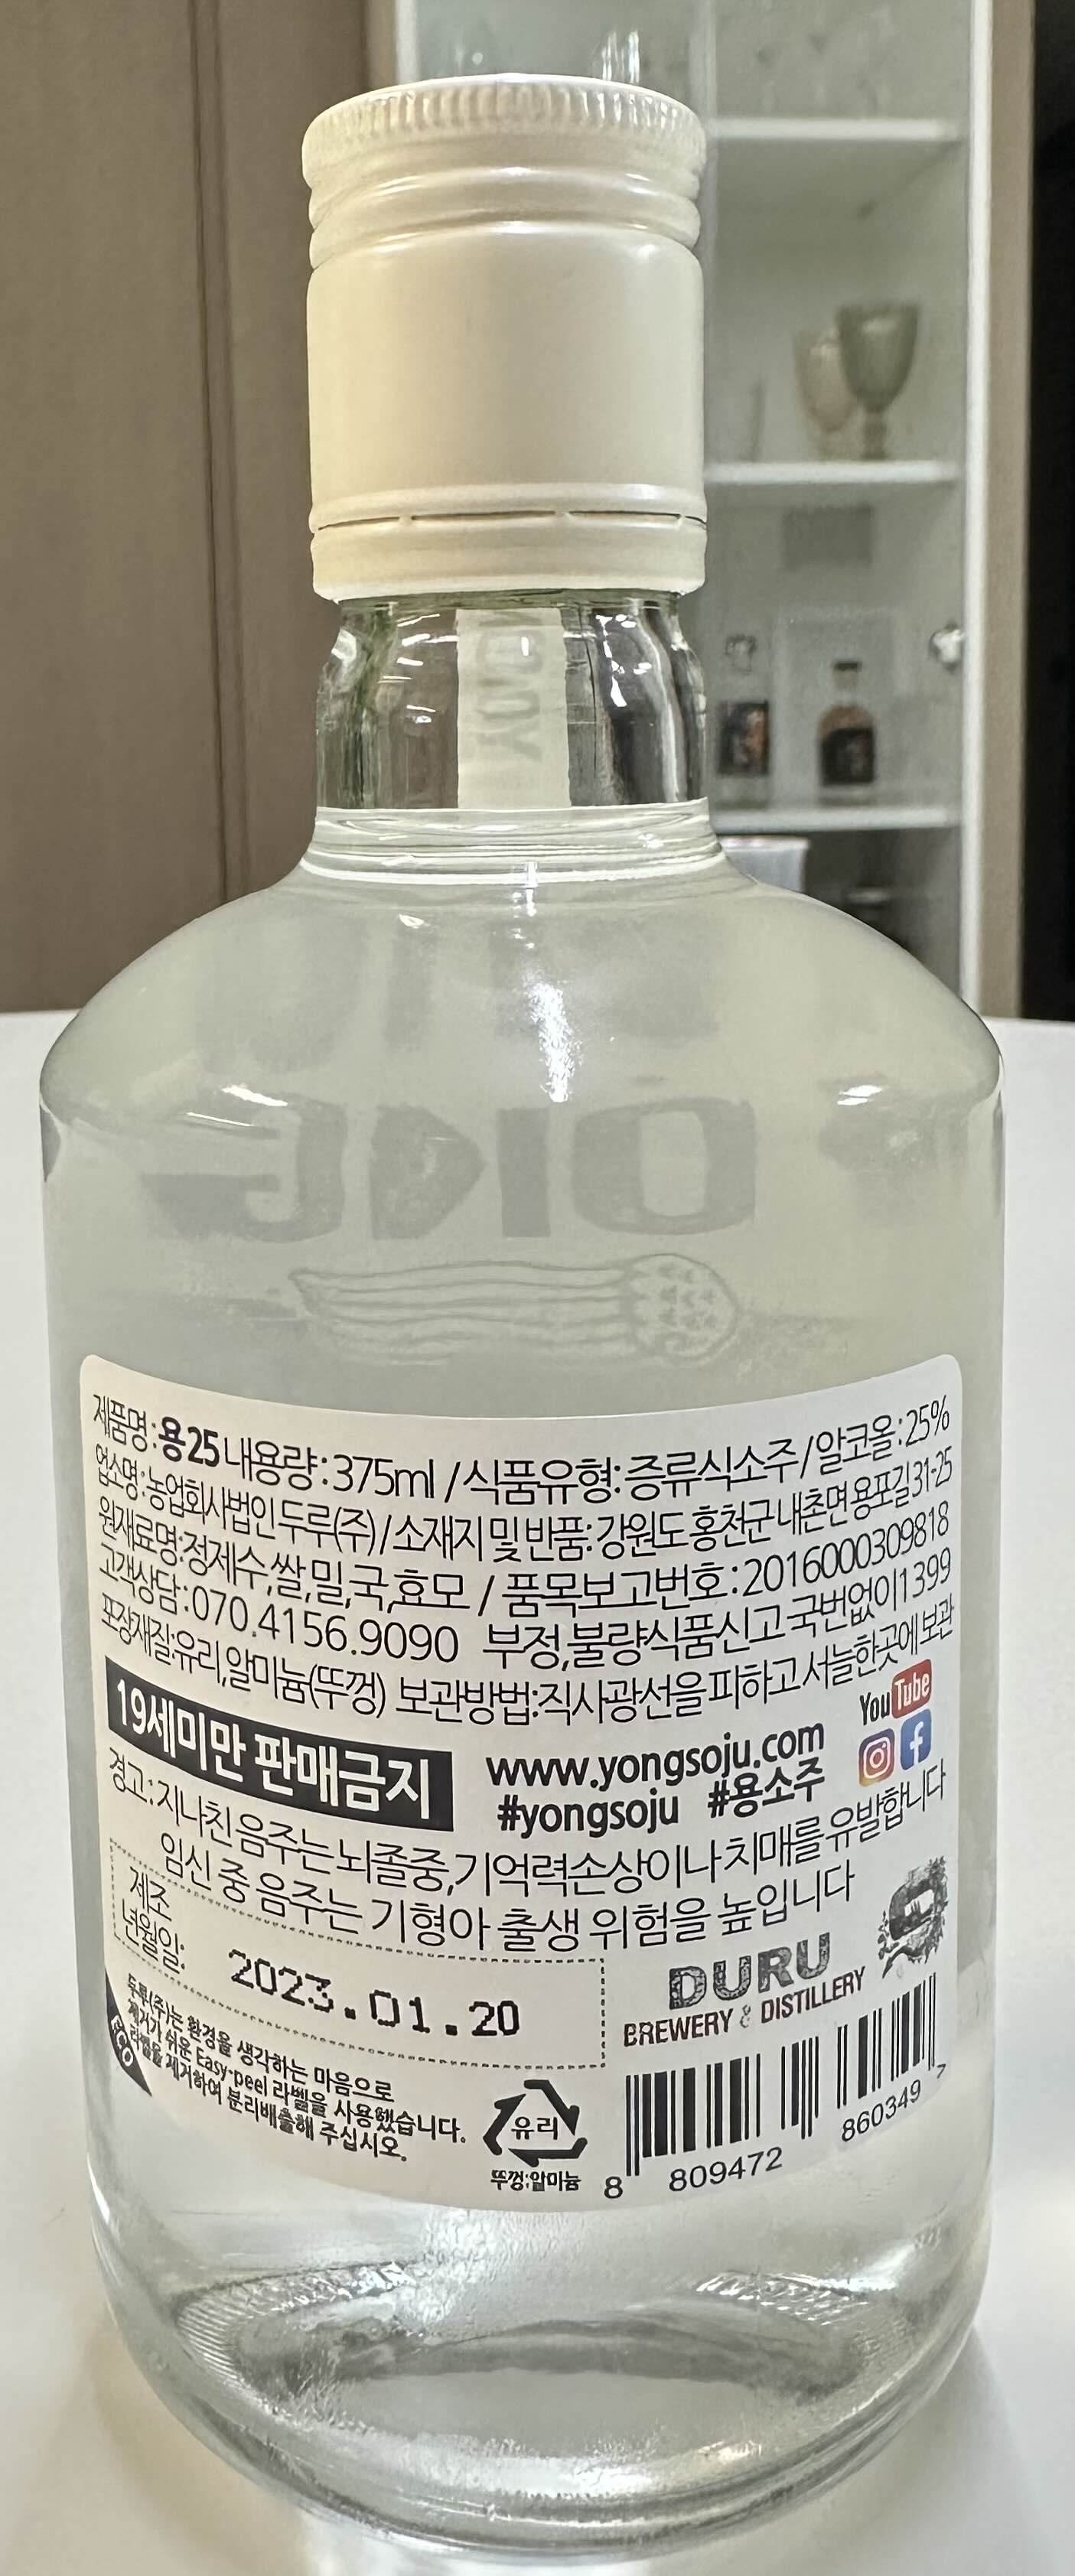 제품명:용25 내용량:375ml / 식품유형:증류식소주 / 알코올:25%
업소명:농업회사법인두루(주) / 소재지및반품:강원도 홍천군 내촌면 용포길 31-25
원재료명:정제수,쌀,밀,국,효모 / 품목보고번호:2016000309818
고객상담:070.4156.9090 부정,불량식품신고국번없이1399
포장재질:유리,알미늄(뚜껑) 보관방법:직사광선을피하고서늘한곳에보관
19세미만 판매금지
www.yongsoju.com
#yongsoju #용소주
YouTube
경고:지나친음주는뇌졸중,기억력손상이나치매를유발합니다
임신 중 음주는 기형아 출생 위험을 높입니다
제조
년월일:
2023.01.20
DURU
BREWERY & DISTILLERY
두루(주)는 환경을 생각하는 마음으로
제거가 쉬운 Easy-peel 라벨을 사용했습니다.
라벨을 제거하여 분리배출해 주십시오.
ECO
유리
뚜껑:알미늄
8 809472 860349 7